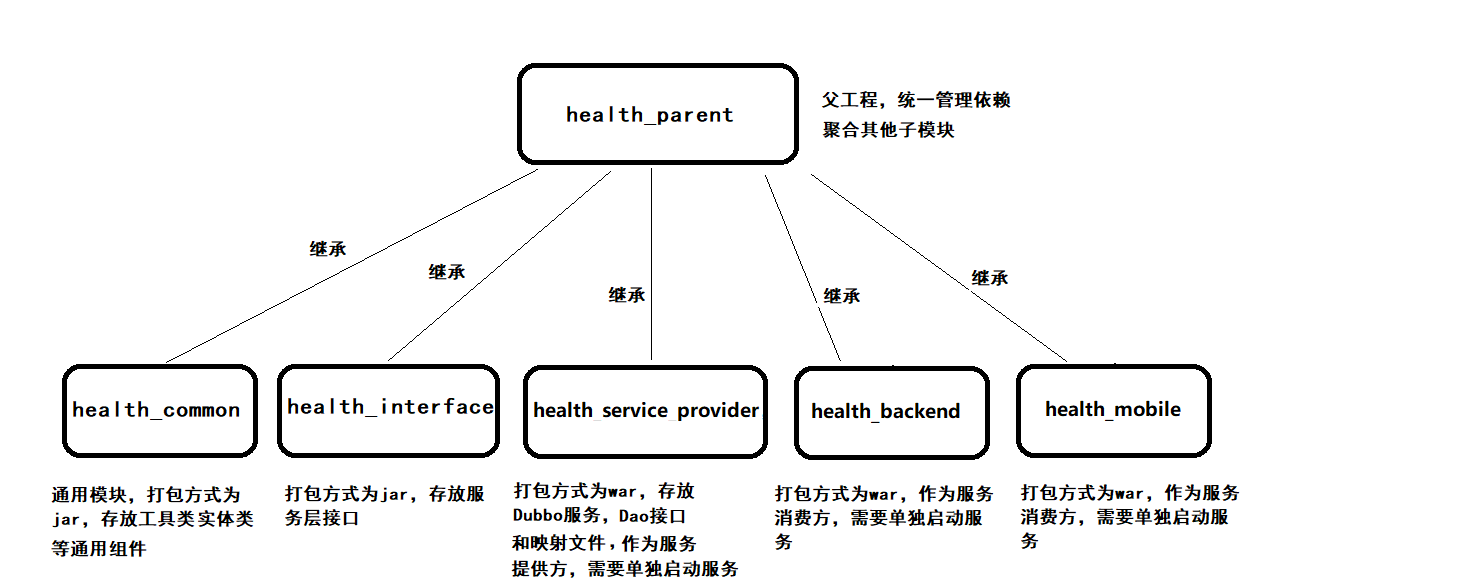 health_parent
父工程，统一管理依赖
聚合其他子模块
继承
继承
继承
继承
继承
health_common
health_interface
health_service_provider
health_backend
health_mobile
通用模块，打包方式为
jar，存放工具类实体类
等通用组件
打包方式为jar，存放服
务层接口
打包方式为war，存放
Dubbo服务，Dao接口
和映射文件，作为服务
提供方，需要单独启动服务
打包方式为war，作为服务
消费方，需要单独启动服
务
打包方式为war，作为服务
消费方，需要单独启动服
务